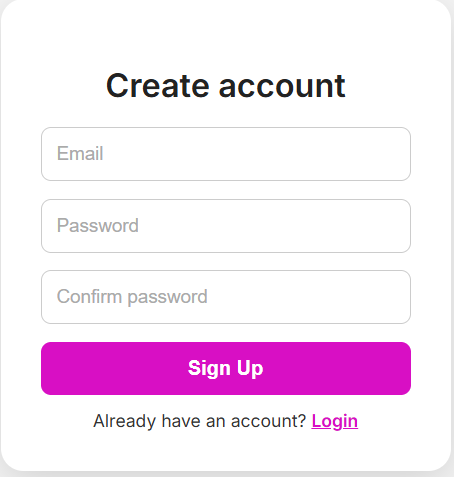 Create account
Email
Password
Confirm password
Sign Up
Already have an account? Login